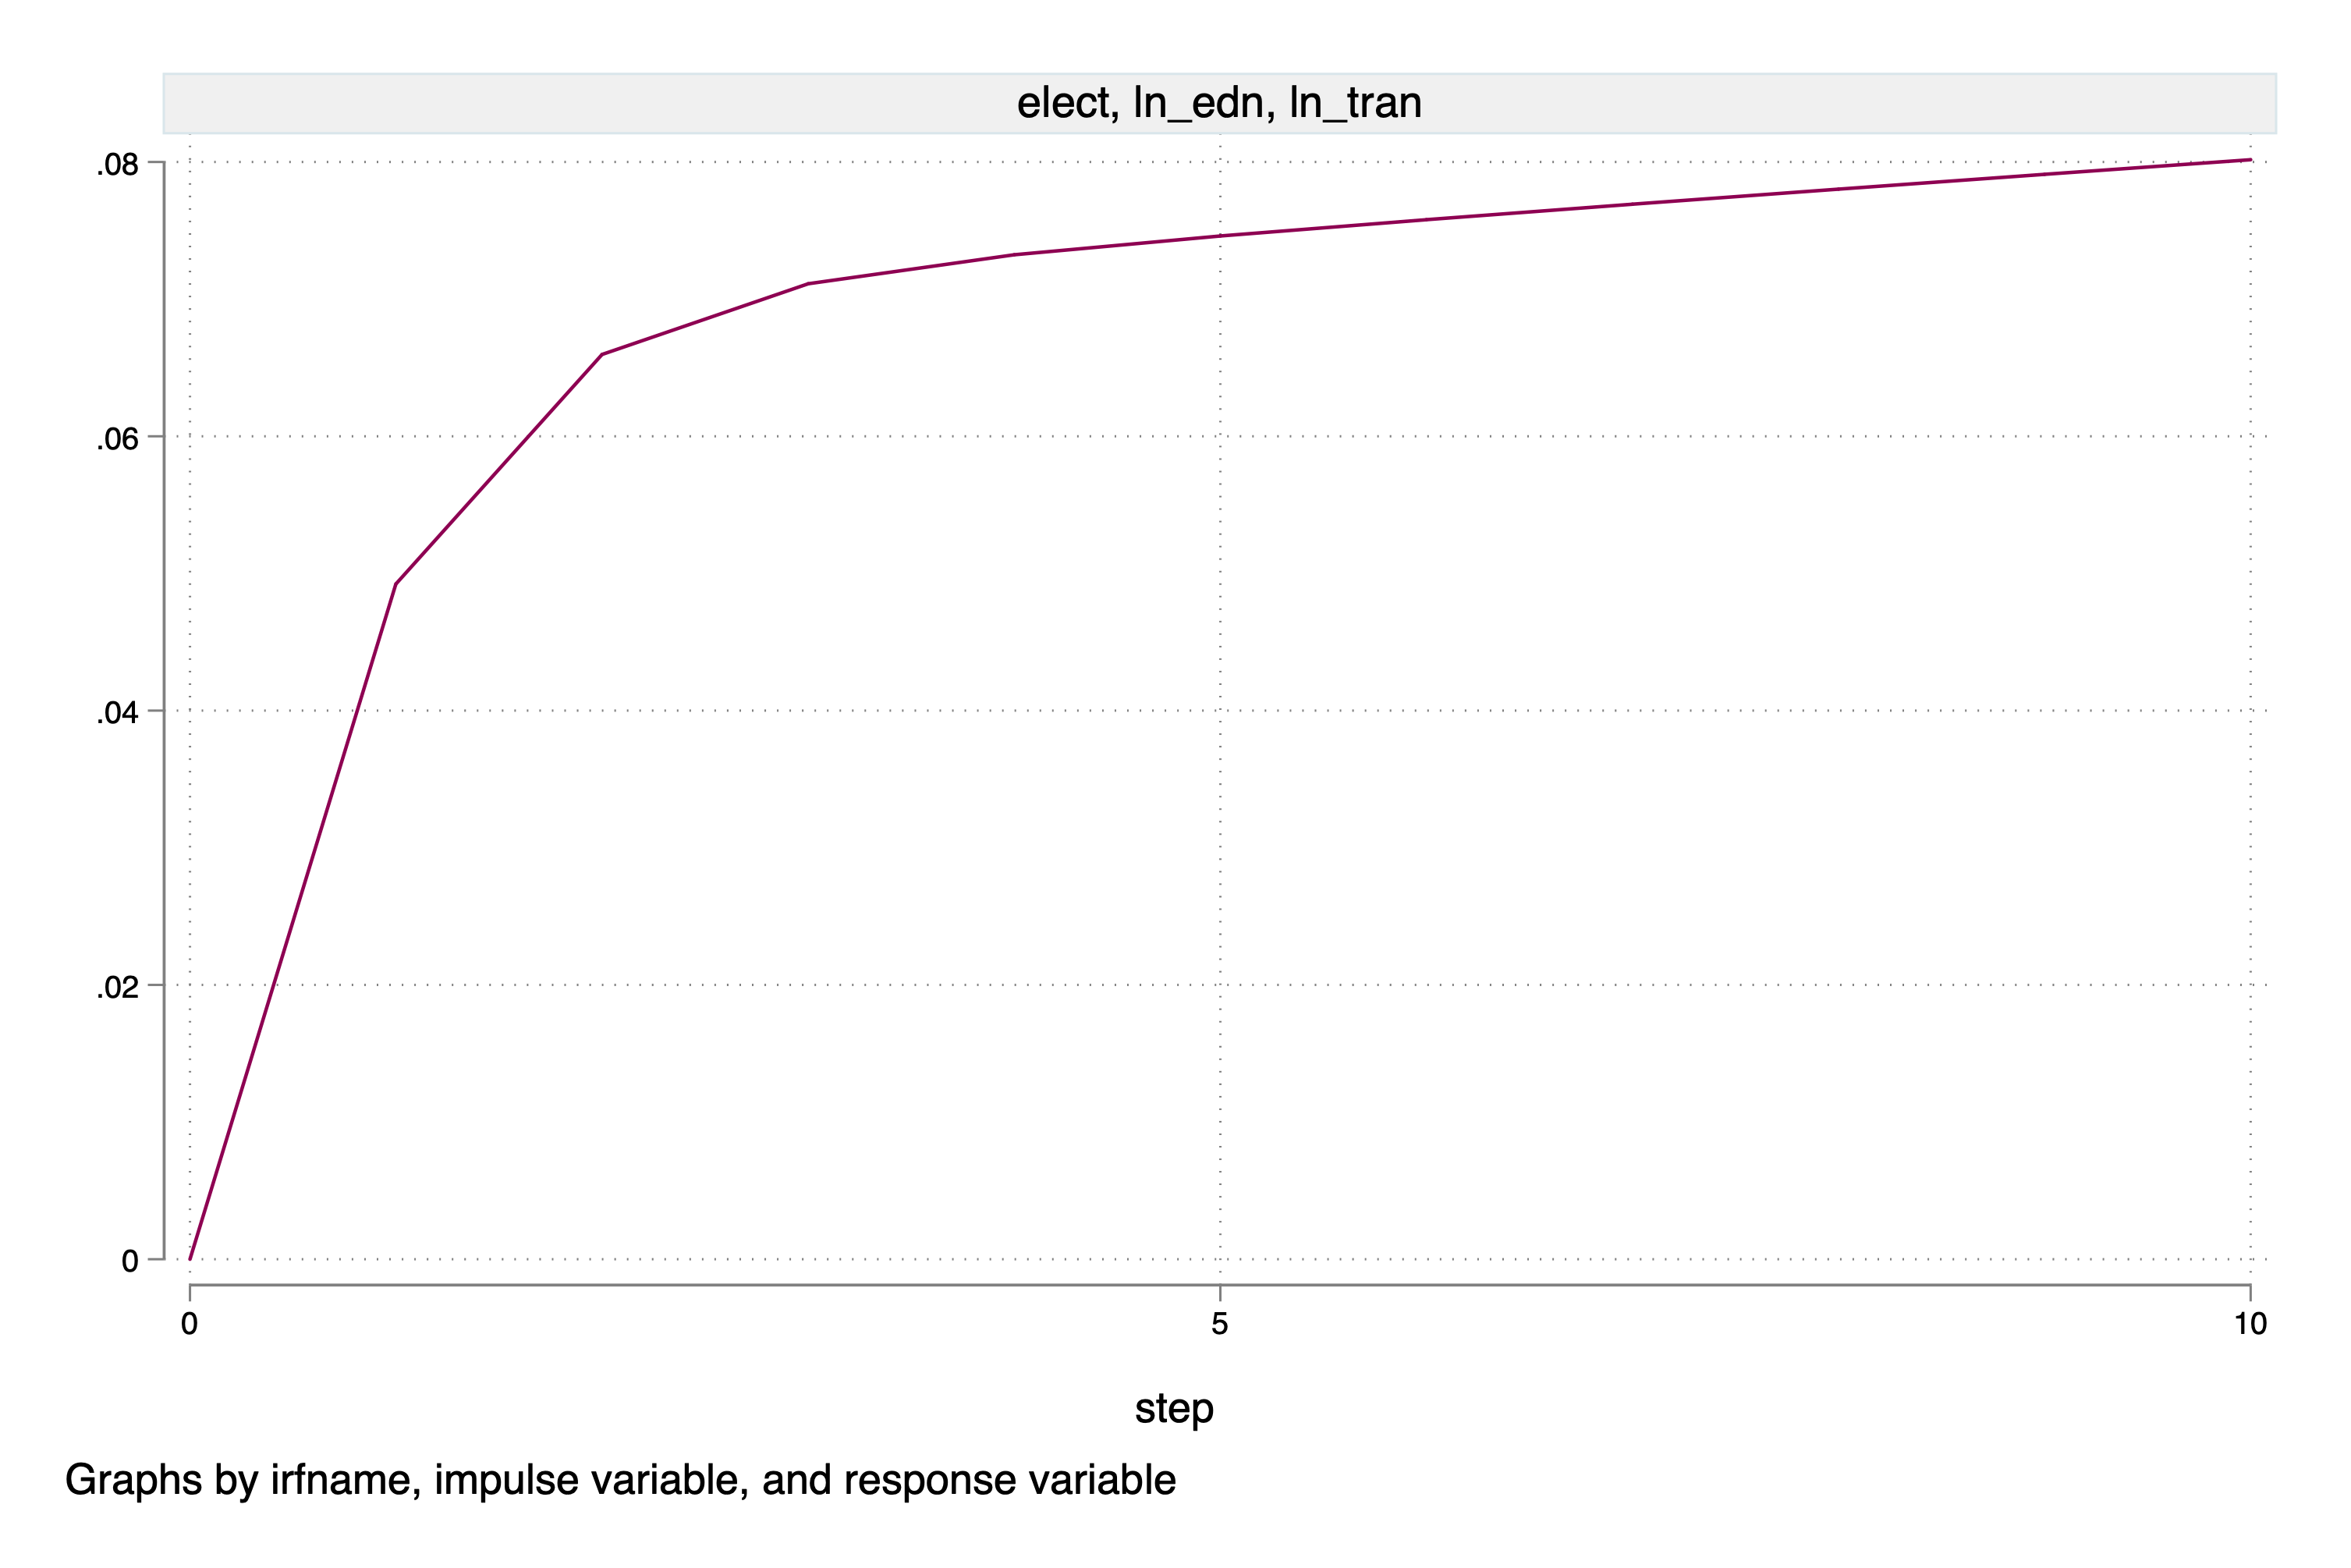 elect, ln_edn, ln_tran
.08
.06
.04
.02
0
0 5 10
step
Graphs by irfname, impulse variable, and response variable